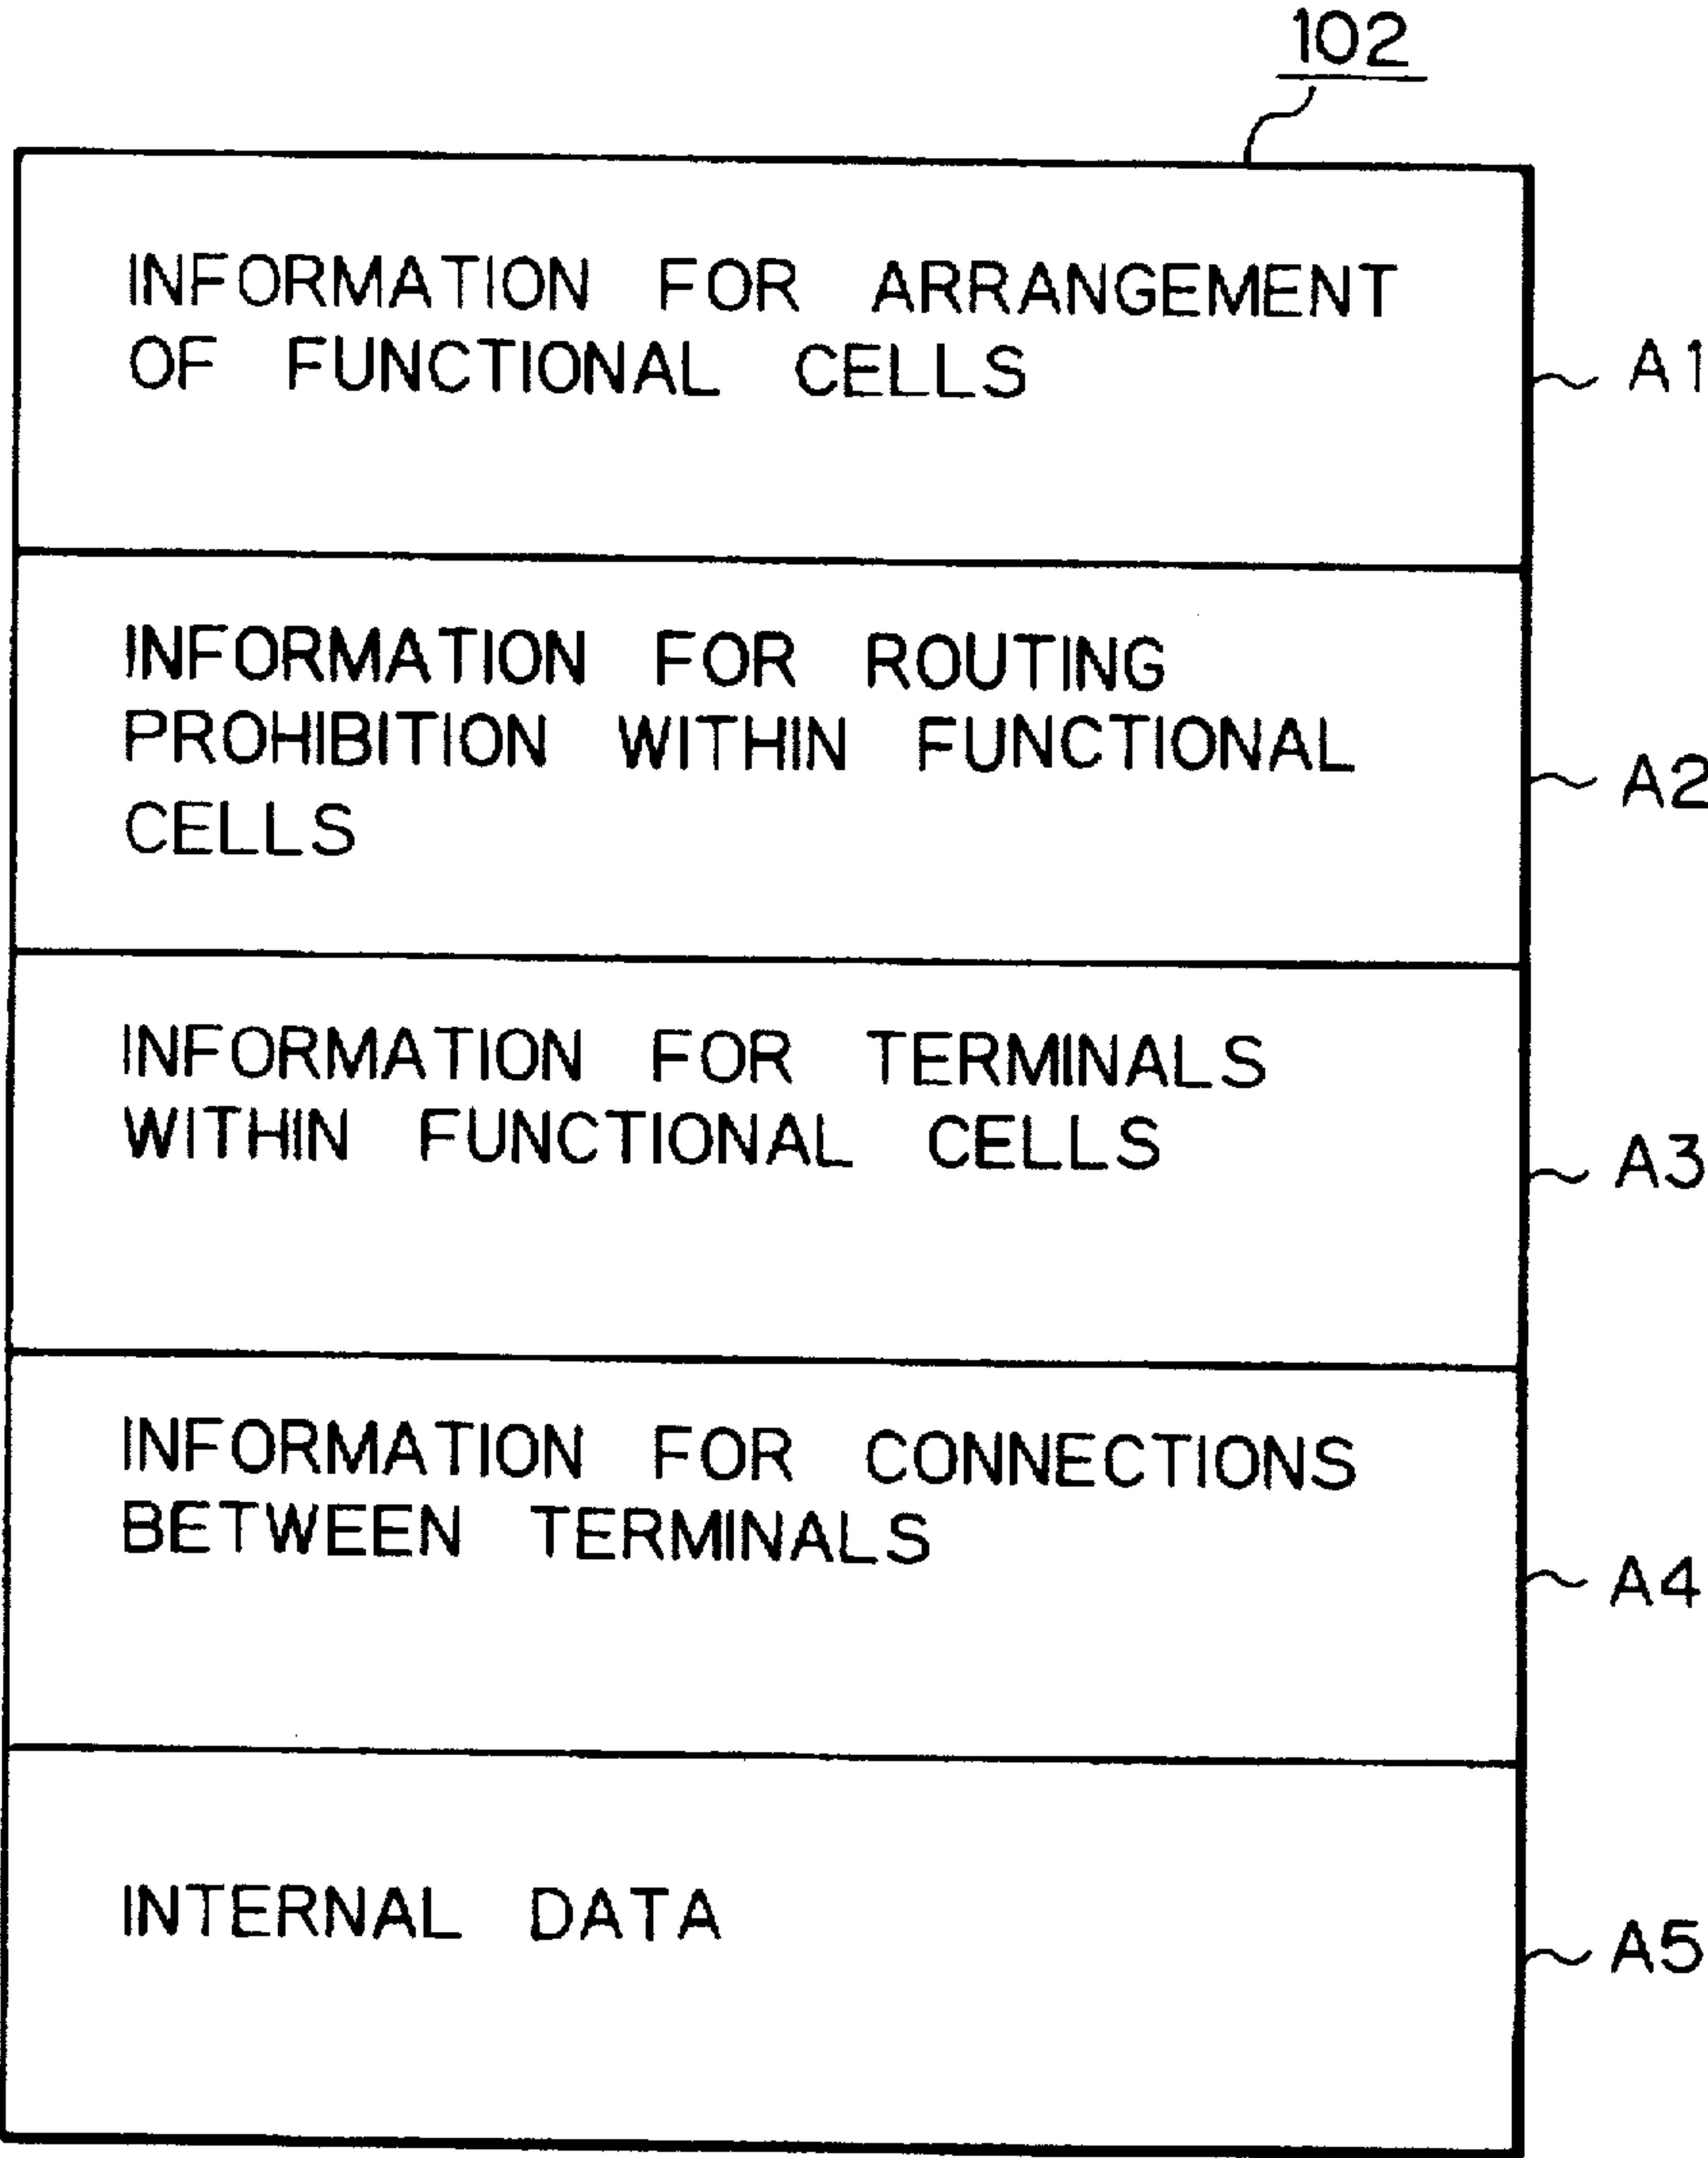 102
INFORMATION FOR ARRANGEMENT
OF FUNCTIONAL CELLS
A1
INFORMATION FOR ROUTING
PROHIBITION WITHIN FUNCTIONAL
CELLS
A2
INFORMATION FOR TERMINALS
WITHIN FUNCTIONAL CELLS
A3
INFORMATION FOR CONNECTIONS
BETWEEN TERMINALS
A4
INTERNAL DATA
A5